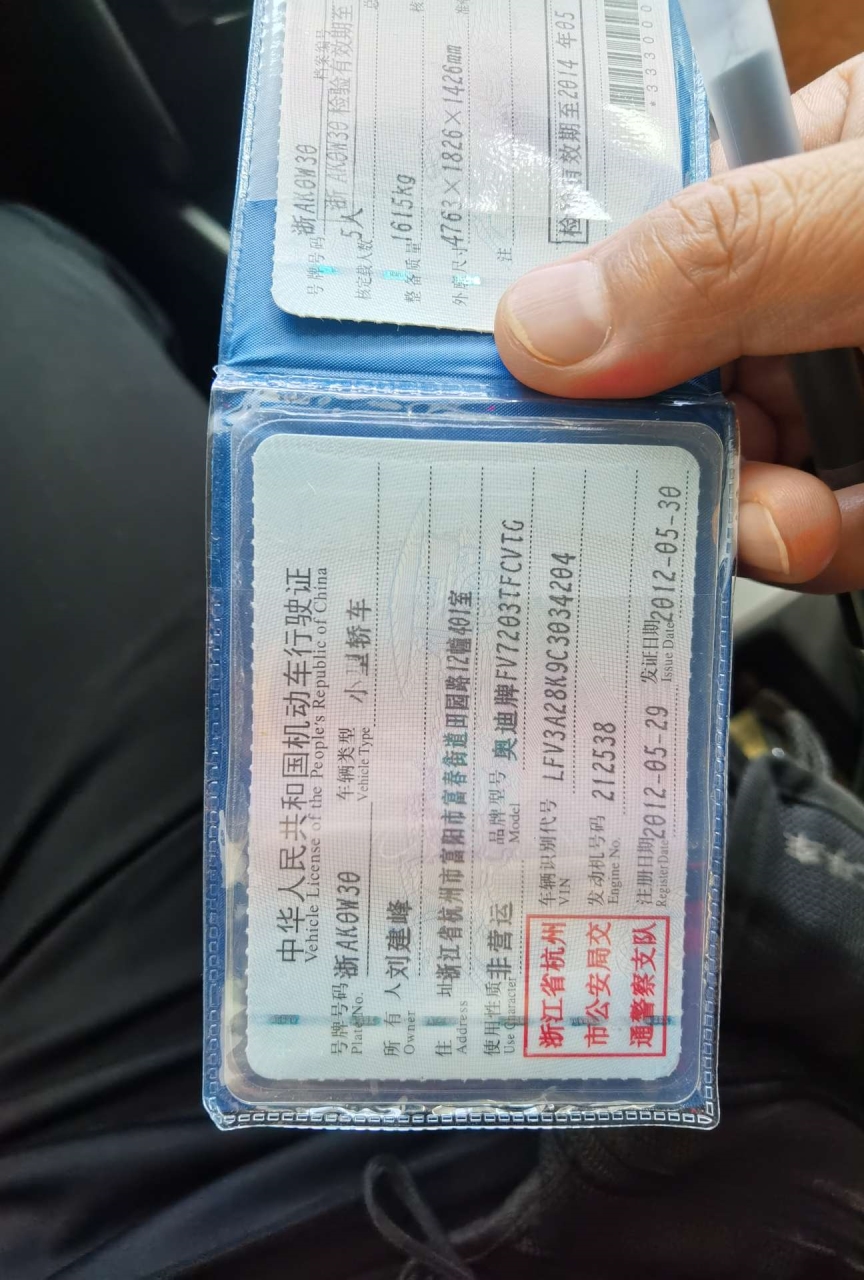 中华人民共和国机动车行驶证
Vehicle License of the People's Republic of China
号牌号码 浙AK0W30 车辆类型 小型轿车
Plate No. Vehicle Type
所有人 刘建峰
Owner
住址 浙江省杭州市富阳市富春街道田园路12幢401室
Address
使用性质 非营运 品牌型号 奥迪牌FV7203TFCVTG
Use Character Model
浙江省杭州
市公安局交
通警察支队
车辆识别代号 LFV3A28K9C3034204
VIN
发动机号码 212538
Engine No.
注册日期 2012-05-29 发证日期 2012-05-30
Register Date Issue Date
号牌号码 浙AK0W30 档案编号
浙AK0W30 检验有效期至
核定载人数 5人
整备质量 1615kg
外廓尺寸 4763×1826×1426mm
注
检验有效期至2014年05
*333000